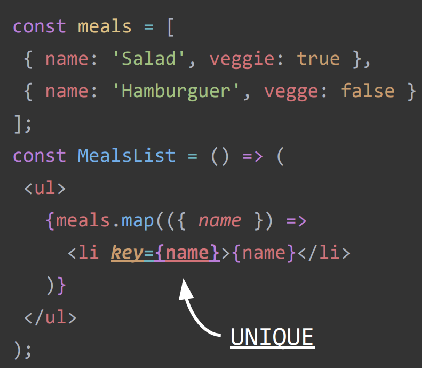 const meals = [
{ name: 'Salad', veggie: true },
{ name: 'Hamburguer', vegge: false }
];
const MealsList = () => (
<ul>
{meals.map(({ name }) =>
<li key={name}>{name}</li>
)}
</ul>
);
UNIQUE